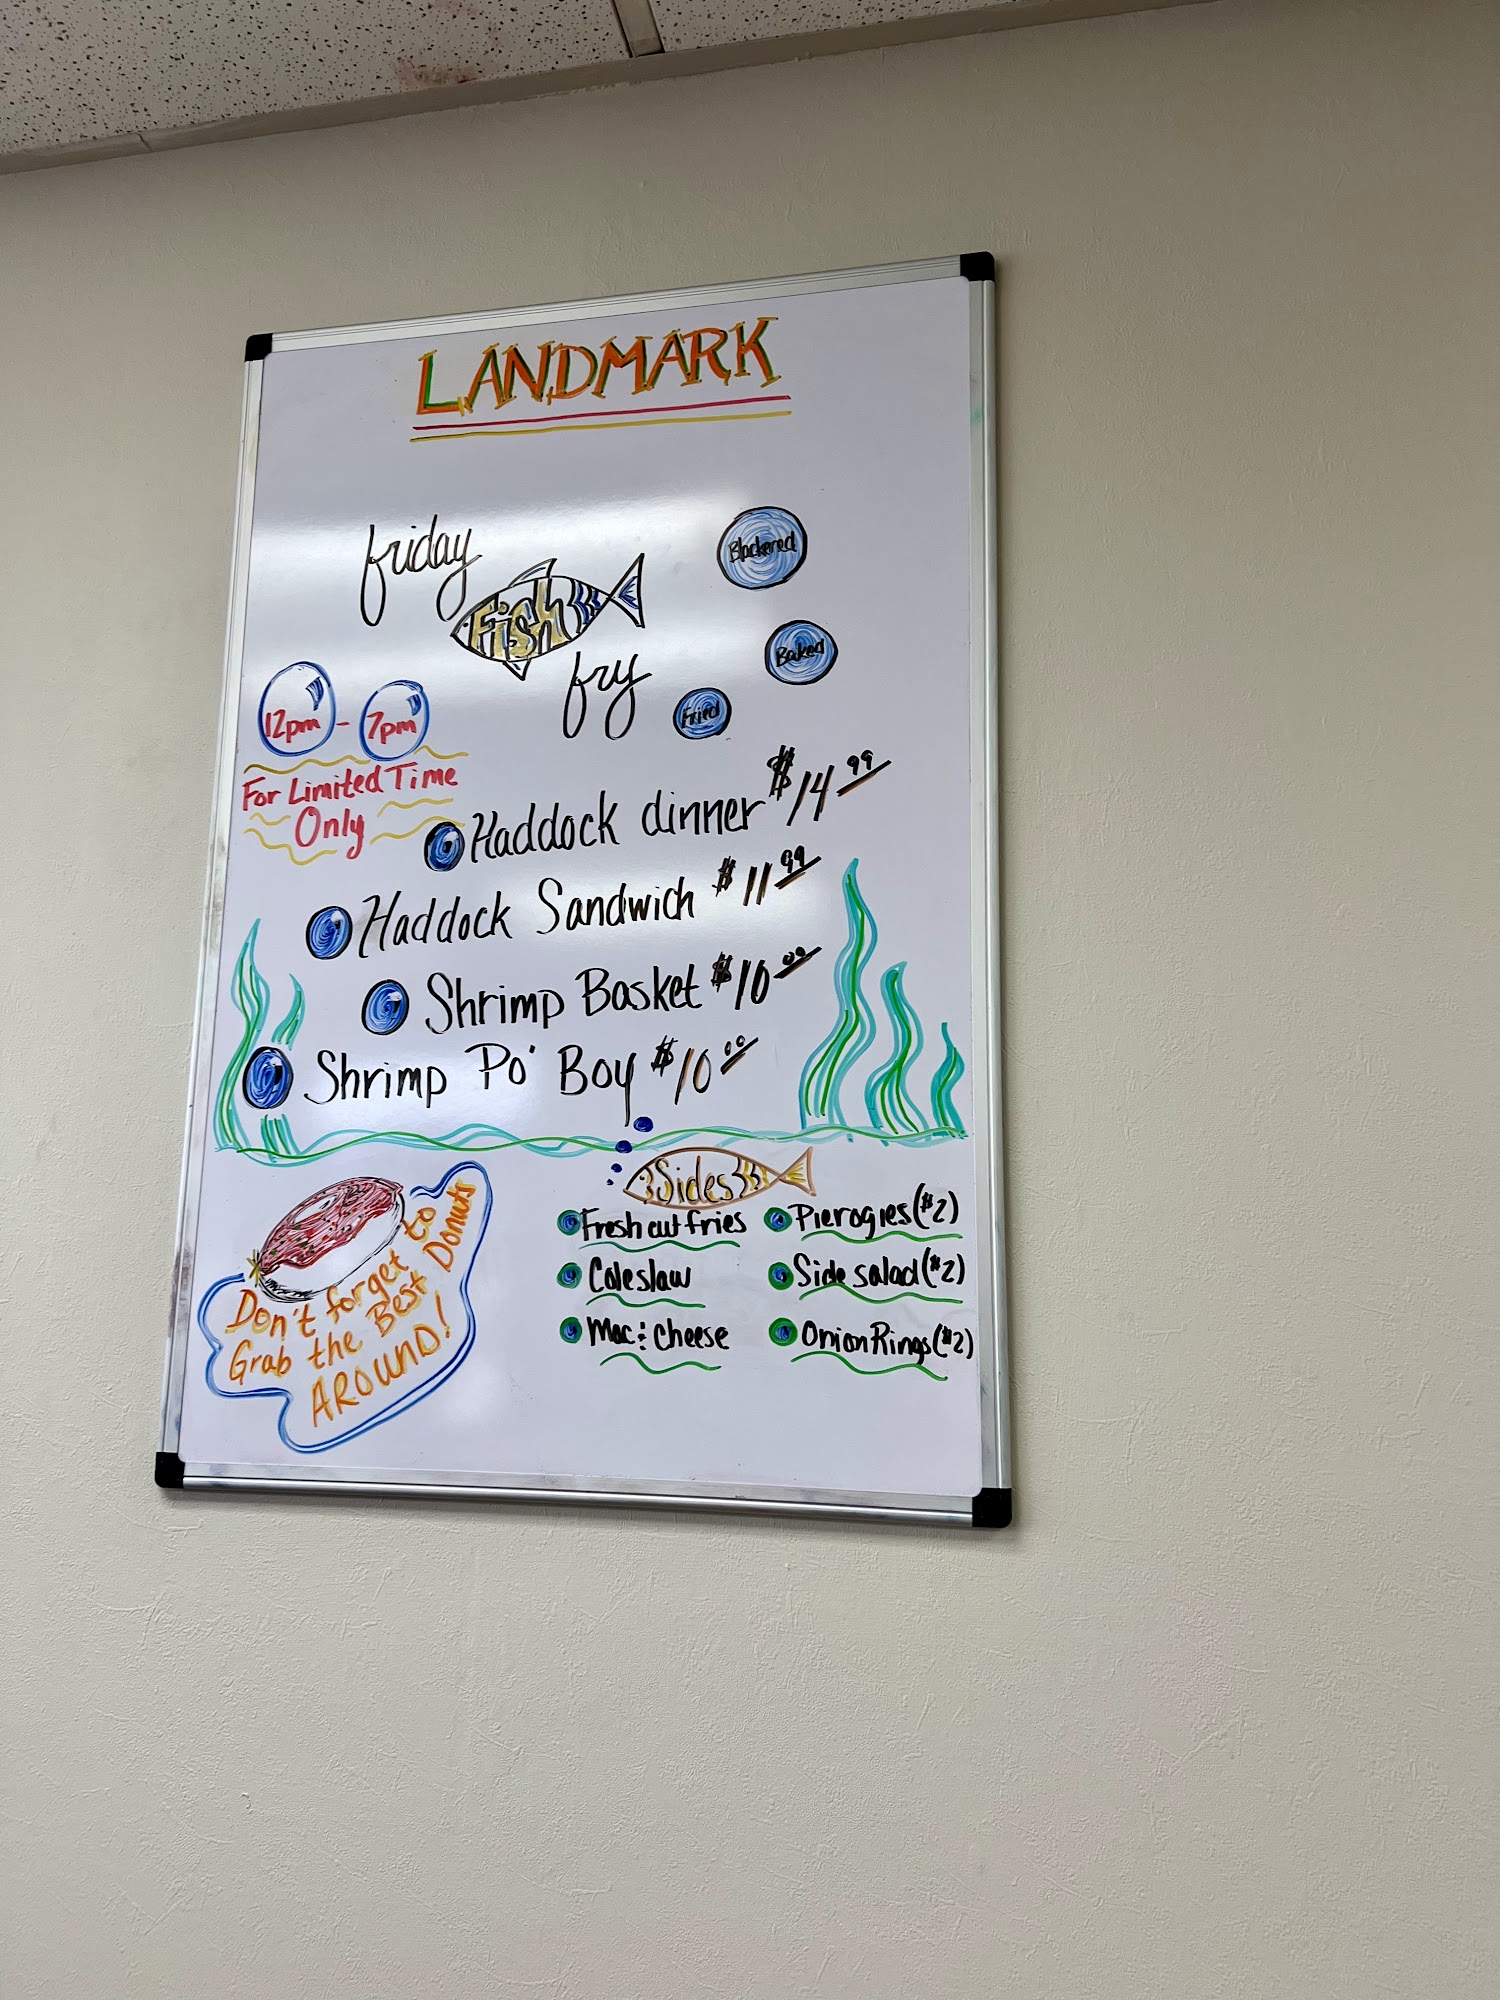 LANDMARK
friday
Fish
fry
Blackened
Baked
Fried
12pm - 7pm
For Limited Time
Only
Haddock dinner $14.99
Haddock Sandwich $11.99
Shrimp Basket $10.00
Shrimp Po' Boy $10.00
Sides
Fresh cut fries
Coleslaw
Mac & cheese
Pierogies ($2)
Side salad ($2)
Onion Rings ($2)
Don't forget to
Grab the Best Donuts
AROUND!